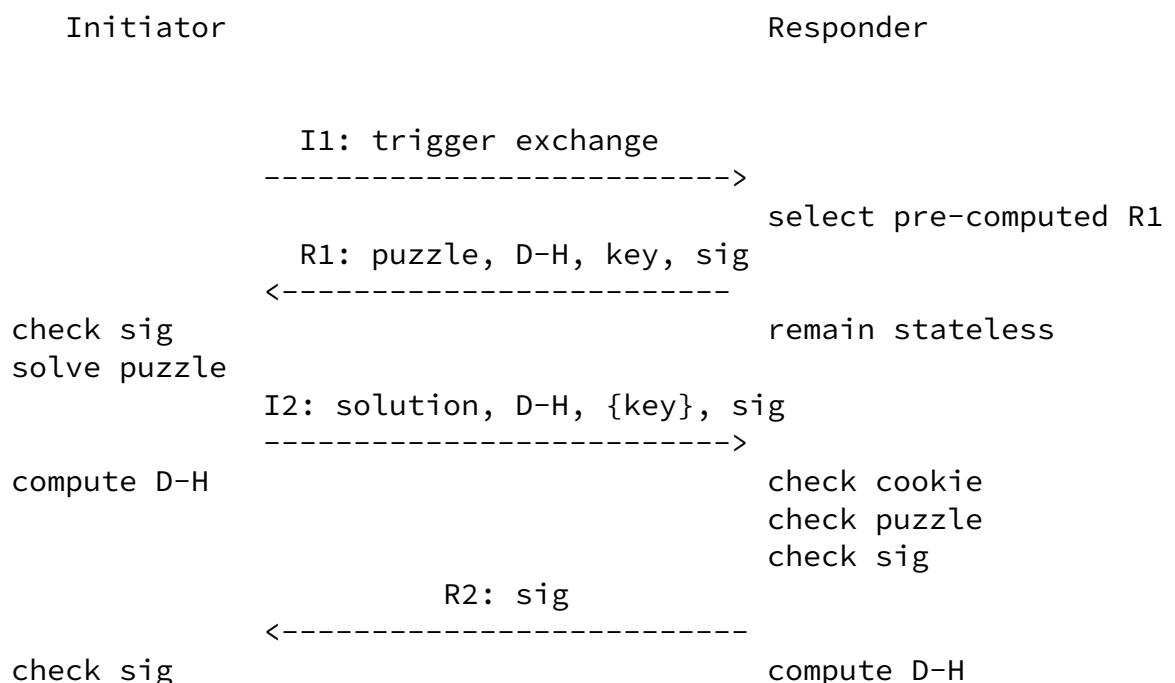 Initiator Responder
I1: trigger exchange
-------------------------->
select pre-computed R1
R1: puzzle, D-H, key, sig
<-------------------------
check sig remain stateless
solve puzzle
I2: solution, D-H, {key}, sig
-------------------------->
compute D-H check cookie
check puzzle
check sig
R2: sig
<--------------------------
check sig compute D-H